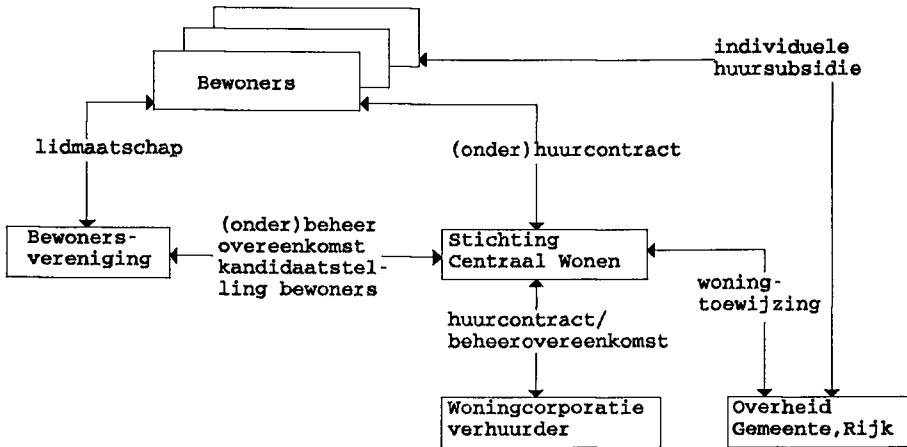 individuele
huursubsidie
Bewoners
lidmaatschap
(onder)huurcontract
(onder)beheer
overeenkomst
kandidaatstel-
lling bewoners
Bewoners-
vereniging
Stichting
Centraal Wonen
woning-
toewijzing
huurcontract/
beheerovereenkomst
Woningcorporatie
verhuurder
Overheid
Gemeente,Rijk